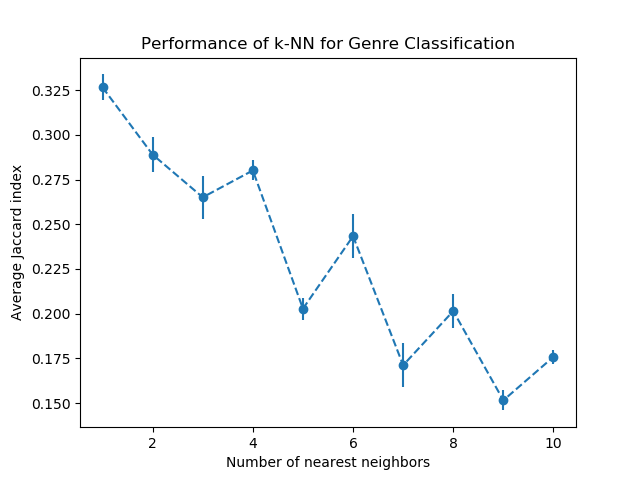 Performance of k-NN for Genre Classification
Average Jaccard index
0.325
0.300
0.275
0.250
0.225
0.200
0.175
0.150
2 4 6 8 10
Number of nearest neighbors